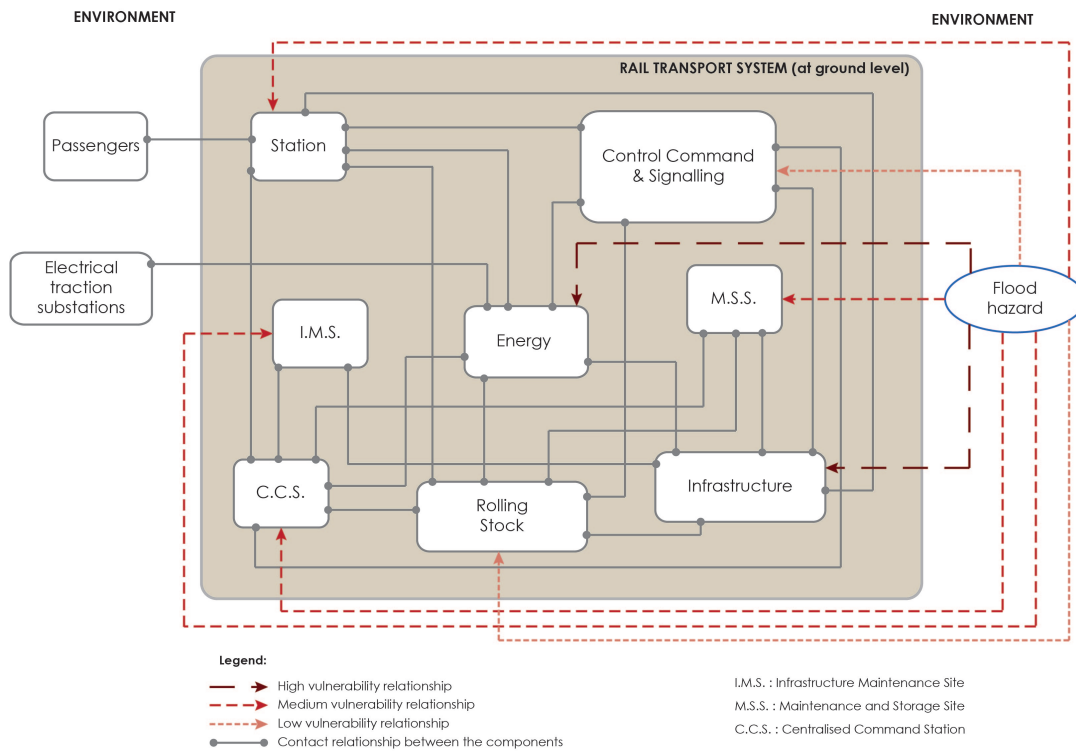 ENVIRONMENT
ENVIRONMENT
RAIL TRANSPORT SYSTEM (at ground level)
Passengers
Station
Control Command
& Signalling
Electrical
traction
substations
I.M.S.
Energy
M.S.S.
Flood
hazard
C.C.S.
Rolling
Stock
Infrastructure
Legend:
High vulnerability relationship
Medium vulnerability relationship
Low vulnerability relationship
Contact relationship between the components
I.M.S. : Infrastructure Maintenance Site
M.S.S. : Maintenance and Storage Site
C.C.S. : Centralised Command Station